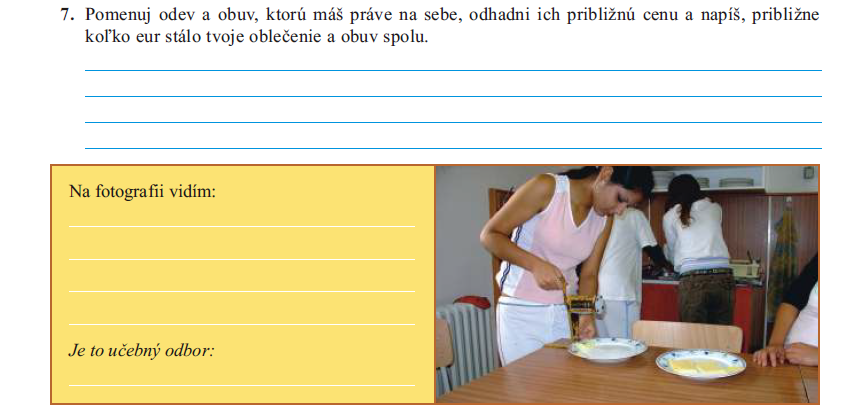 7. Pomenuj odev a obuv, ktorú máš práve na sebe, odhadni ich približnú cenu a napíš, približne
koľko eur stálo tvoje oblečenie a obuv spolu.
Na fotografii vidím:
Je to učebný odbor: